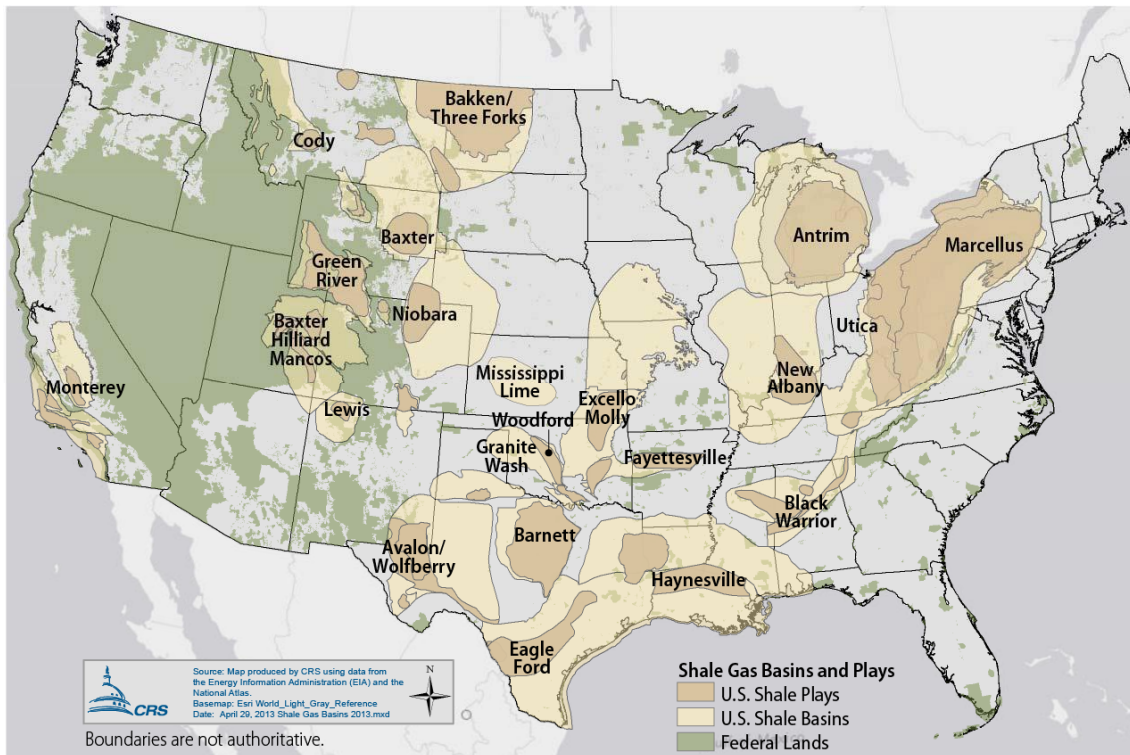 Bakken/
Three Forks
Cody
Baxter
Antrim
Marcellus
Green
River
Niobara
Baxter
Hilliard
Mancos
Utica
Monterey
Mississippi
Lime
New
Albany
Excello
Molly
Lewis
Woodford
Granite
Wash
Fayettesville
Black
Warrior
Barnett
Avalon/
Wolfberry
Haynesville
Eagle
Ford
CRS
Source: Map produced by CRS using data from
the Energy Information Administration (EIA) and the
National Atlas.
Basemap: Esri World_Light_Gray_Reference
Date: April 29, 2013 Shale Gas Basins 2013.mxd
N
Boundaries are not authoritative.
Shale Gas Basins and Plays
U.S. Shale Plays
U.S. Shale Basins
Federal Lands